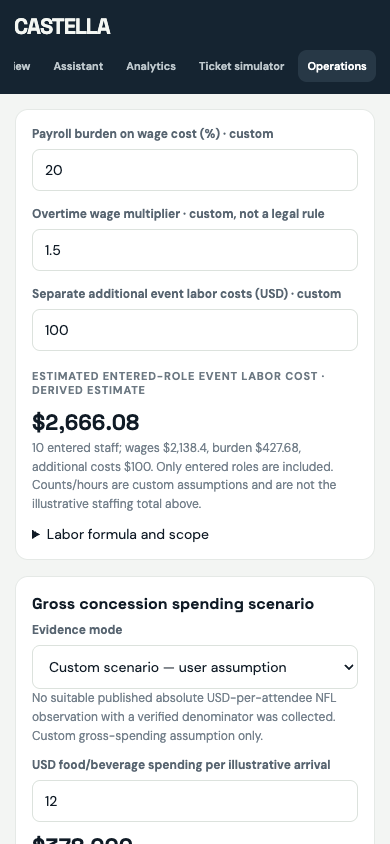 CASTELLA
iew Assistant Analytics Ticket simulator Operations
Payroll burden on wage cost (%) · custom
20
Overtime wage multiplier · custom, not a legal rule
1.5
Separate additional event labor costs (USD) · custom
100
ESTIMATED ENTERED-ROLE EVENT LABOR COST ·
DERIVED ESTIMATE
$2,666.08
10 entered staff; wages $2,138.4, burden $427.68,
additional costs $100. Only entered roles are included.
Counts/hours are custom assumptions and are not the
illustrative staffing total above.
Labor formula and scope
Gross concession spending scenario
Evidence mode
Custom scenario — user assumption
No suitable published absolute USD-per-attendee NFL
observation with a verified denominator was collected.
Custom gross-spending assumption only.
USD food/beverage spending per illustrative arrival
12